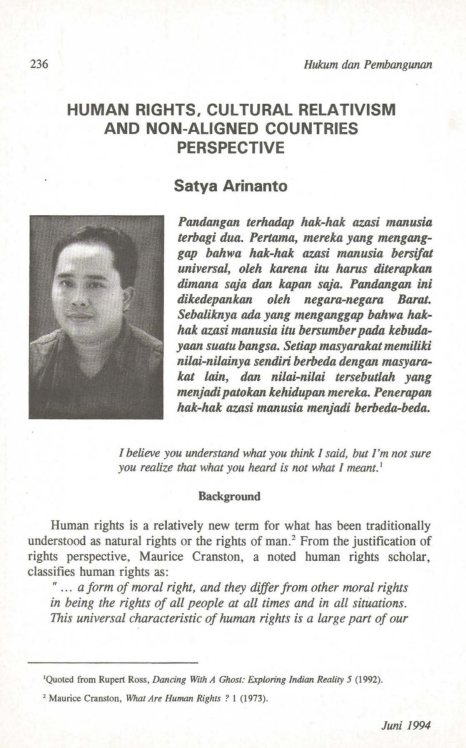 236
Hukum dan Pembangunan
HUMAN RIGHTS, CULTURAL RELATIVISM
AND NON-ALIGNED COUNTRIES
PERSPECTIVE
Satya Arinanto
Pandangan terhadap hak-hak azasi manusia
terbagi dua. Pertama, mereka yang mengang-
gap bahwa hak-hak azasi manusia bersifat
universal, oleh karena itu harus diterapkan
dimana saja dan kapan saja. Pandangan ini
dikedepankan oleh negara-negara Barat.
Sebaliknya ada yang menganggap bahwa hak-
hak azasi manusia itu bersumber pada kebuda-
yaan suatu bangsa. Setiap masyarakat memiliki
nilai-nilainya sendiri berbeda dengan masyara-
kat lain, dan nilai-nilai tersebutlah yang
menjadi patokan kehidupan mereka. Penerapan
hak-hak azasi manusia menjadi berbeda-beda.
I believe you understand what you think I said, but I'm not sure
you realize that what you heard is not what I meant.¹
Background
Human rights is a relatively new term for what has been traditionally
understood as natural rights or the rights of man.² From the justification of
rights perspective, Maurice Cranston, a noted human rights scholar,
classifies human rights as:
" ... a form of moral right, and they differ from other moral rights
in being the rights of all people at all times and in all situations.
This universal characteristic of human rights is a large part of our
¹Quoted from Rupert Ross, Dancing With A Ghost: Exploring Indian Reality 5 (1992).
² Maurice Cranston, What Are Human Rights ? 1 (1973).
Juni 1994